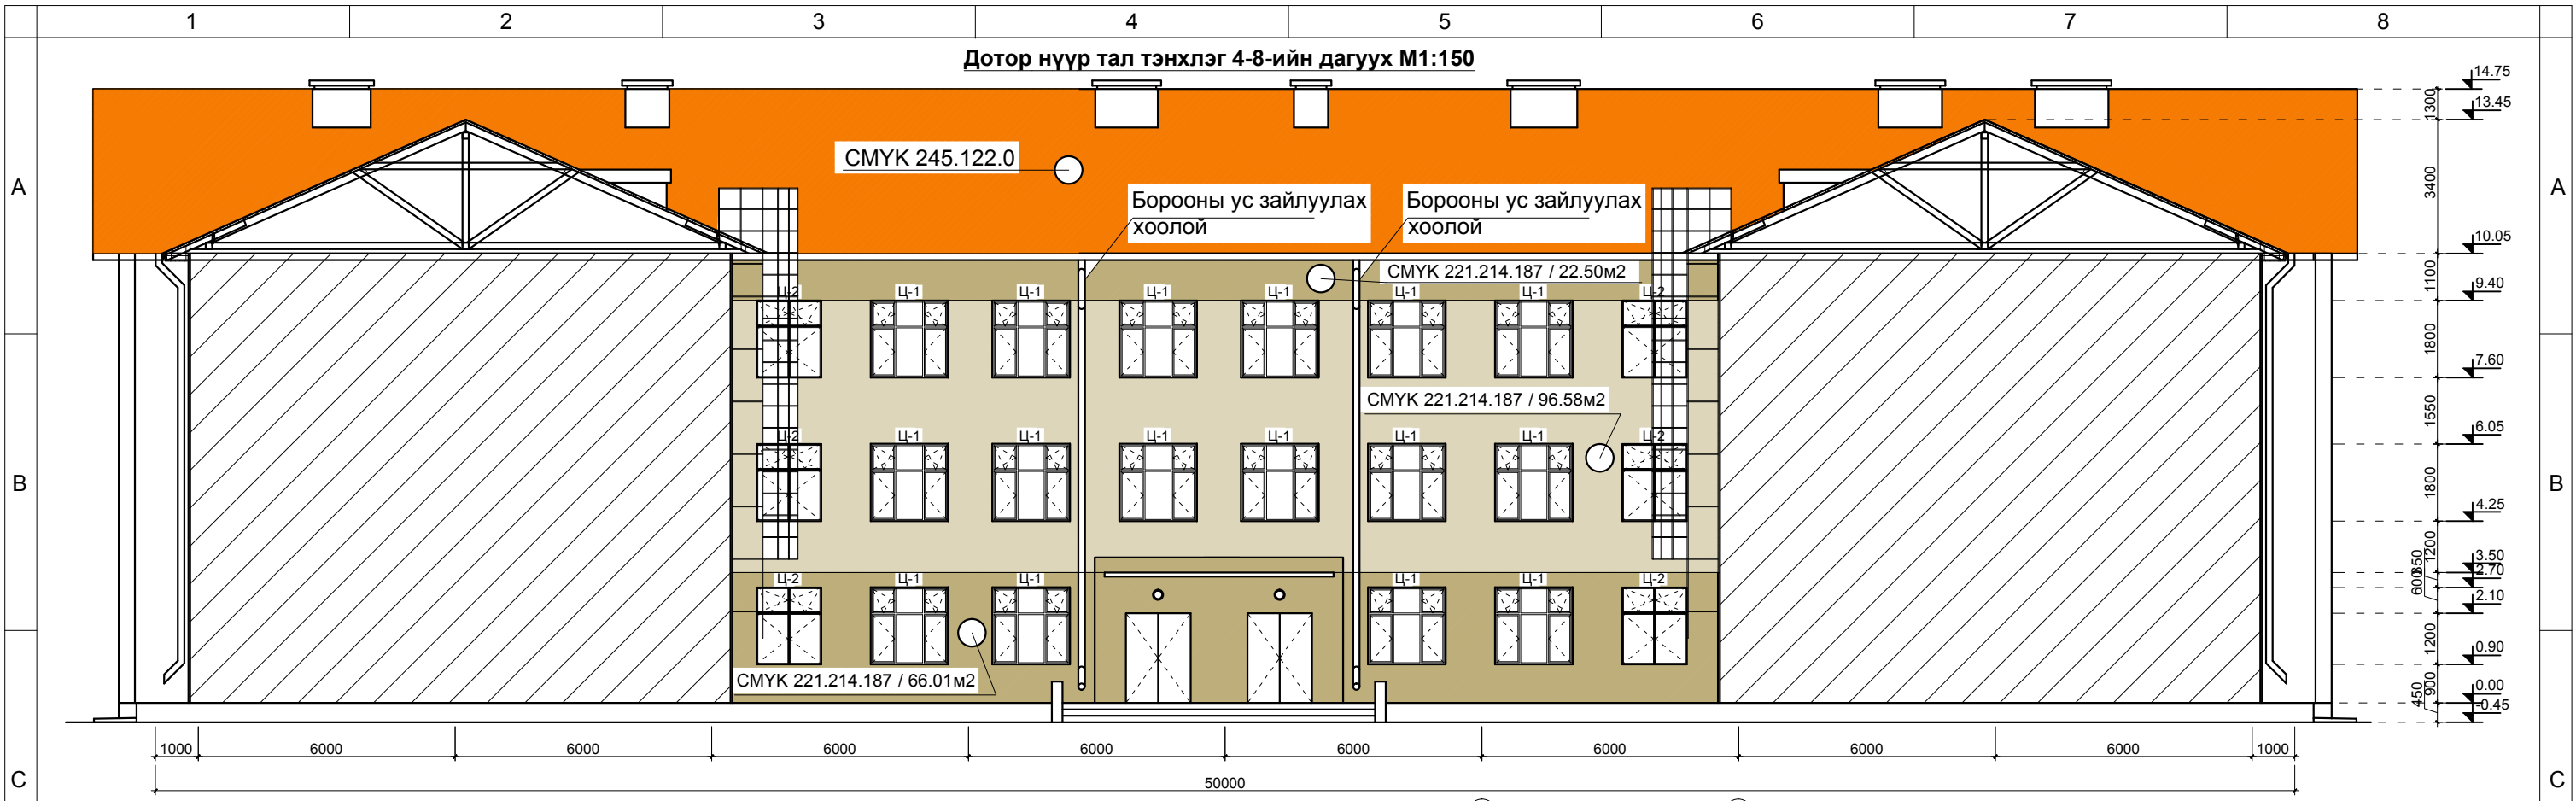 1 2 3 4 5 6 7 8
Дотор нүүр тал тэнхлэг 4-8-ийн дагуух М1:150
14.75
1300
13.45
CMYK 245.122.0
A
3400
A
Борооны ус зайлуулах
хоолой
Борооны ус зайлуулах
хоолой
10.05
CMYK 221.214.187 / 22.50м2
1100
9.40
Ц-2 Ц-1 Ц-1 Ц-1 Ц-1 Ц-1 Ц-1 Ц-2
1800
7.60
CMYK 221.214.187 / 96.58м2
1550
6.05
Ц-2 Ц-1 Ц-1 Ц-1 Ц-1 Ц-1 Ц-1 Ц-2
B
1800
B
4.25
1200
3.50
350
2.70
600
2.10
Ц-2 Ц-1 Ц-1 Ц-1 Ц-1 Ц-2
1200
0.90
CMYK 221.214.187 / 66.01м2
900
0.00
450
-0.45
1000 6000 6000 6000 6000 6000 6000 6000 6000 1000
C
50000
C